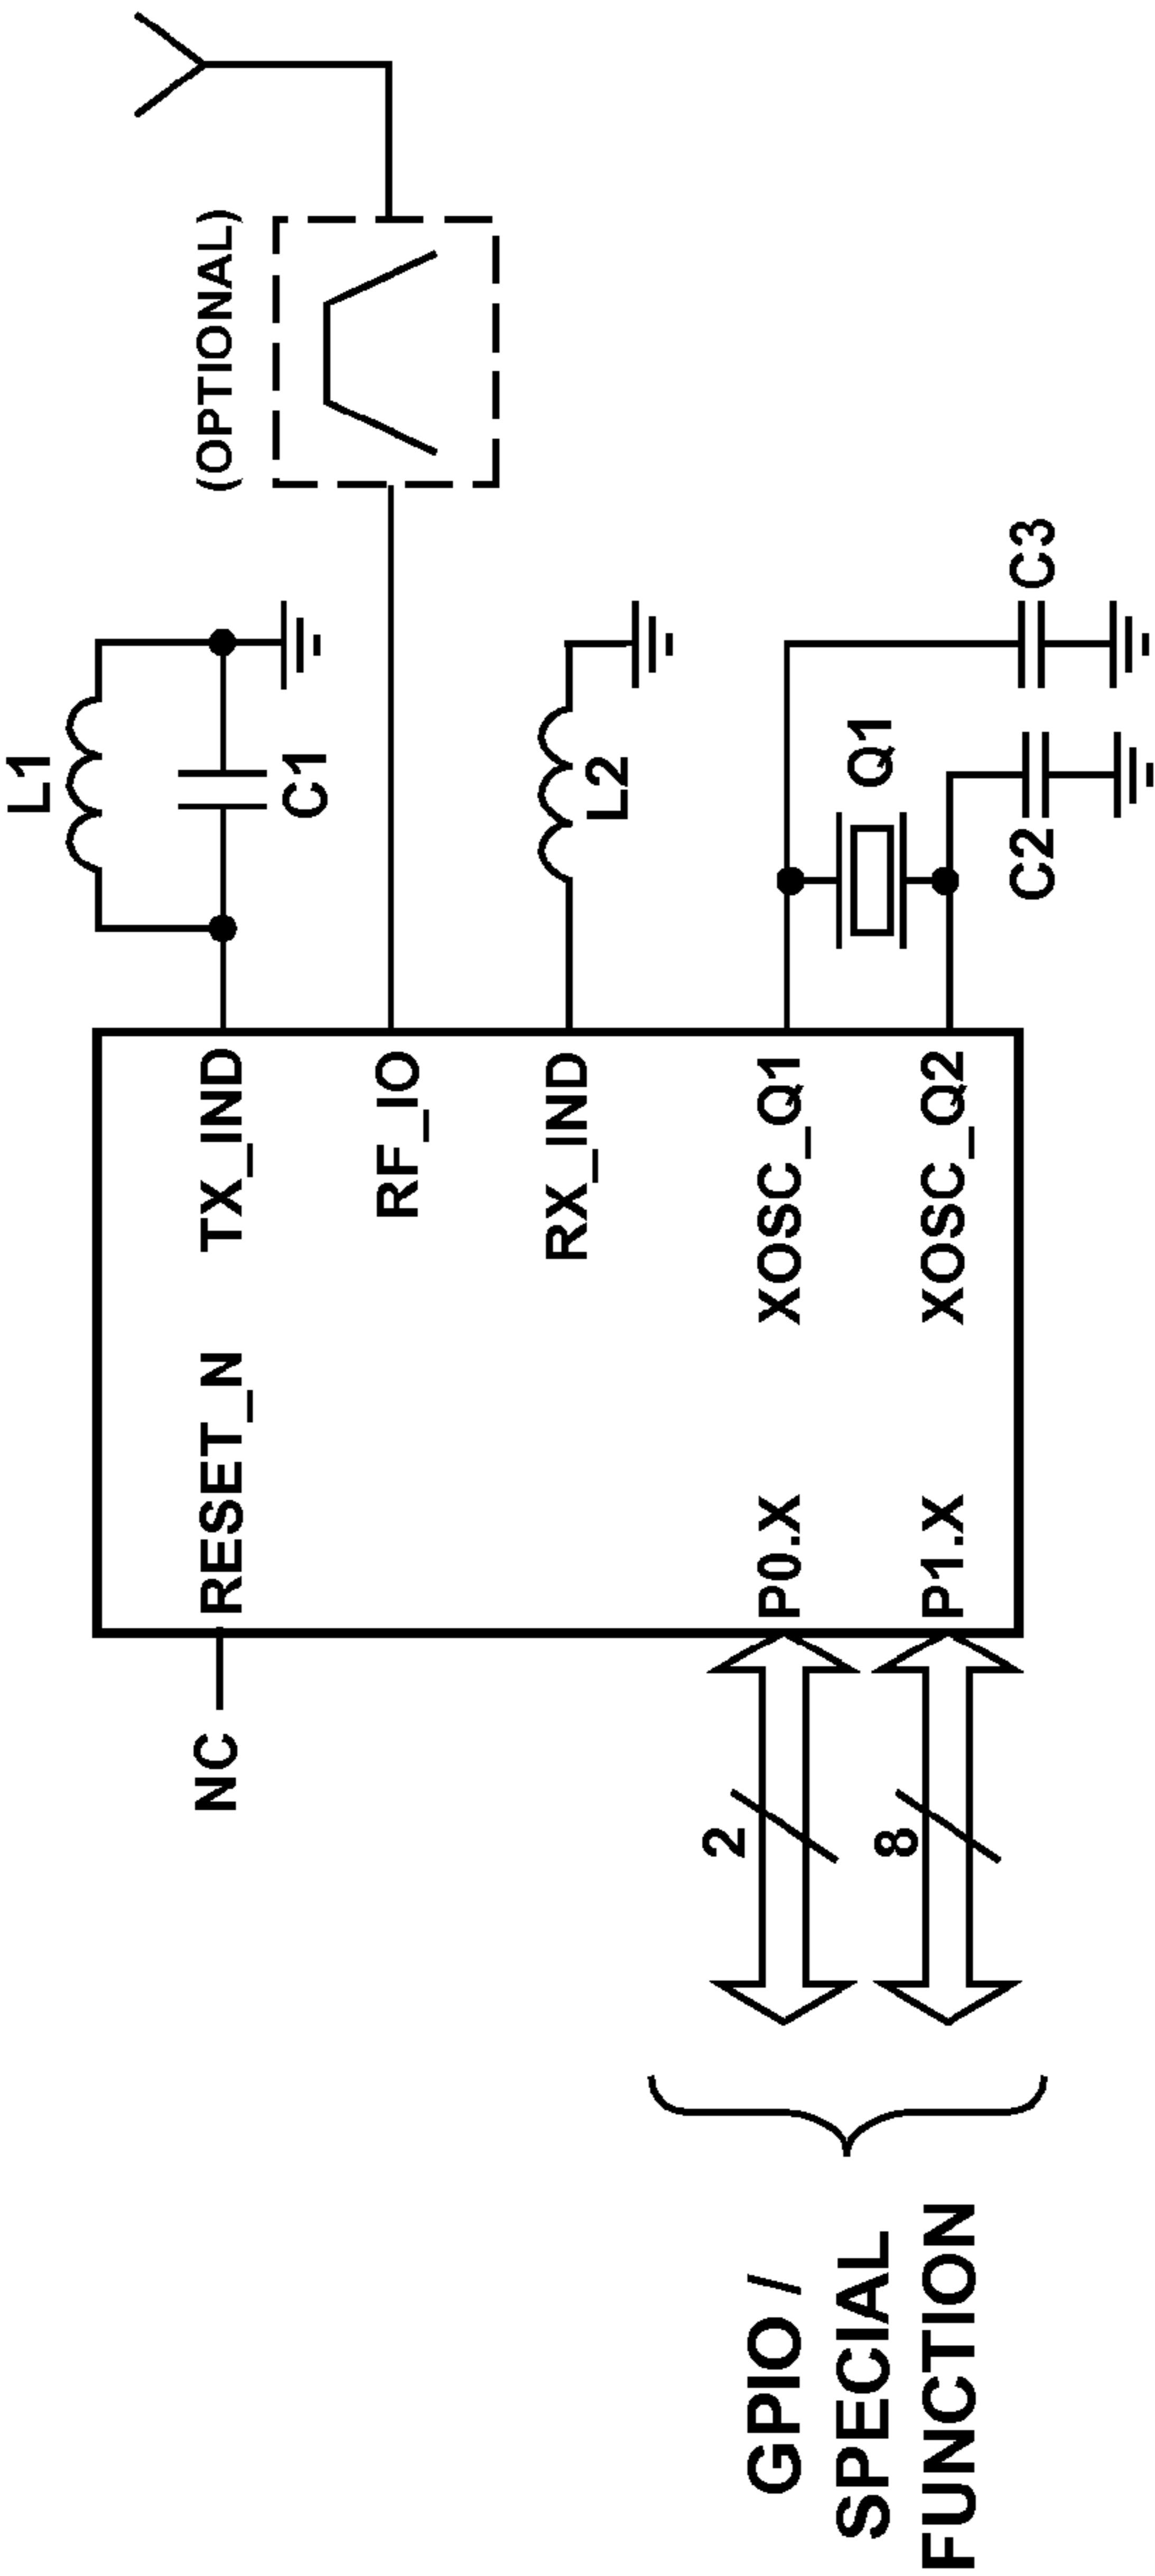 L1
(OPTIONAL)
C1
NC
RESET_N
TX_IND
RF_IO
RX_IND
L2
GPIO /
SPECIAL
FUNCTION
2
P0.X
XOSC_Q1
Q1
8
P1.X
XOSC_Q2
C2
C3